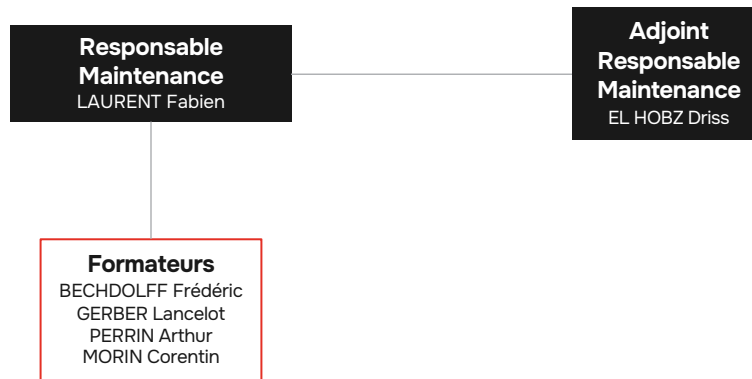 Responsable
Maintenance
LAURENT Fabien
Adjoint
Responsable
Maintenance
EL HOBZ Driss
Formateurs
BECHDOLFF Frédéric
GERBER Lancelot
PERRIN Arthur
MORIN Corentin